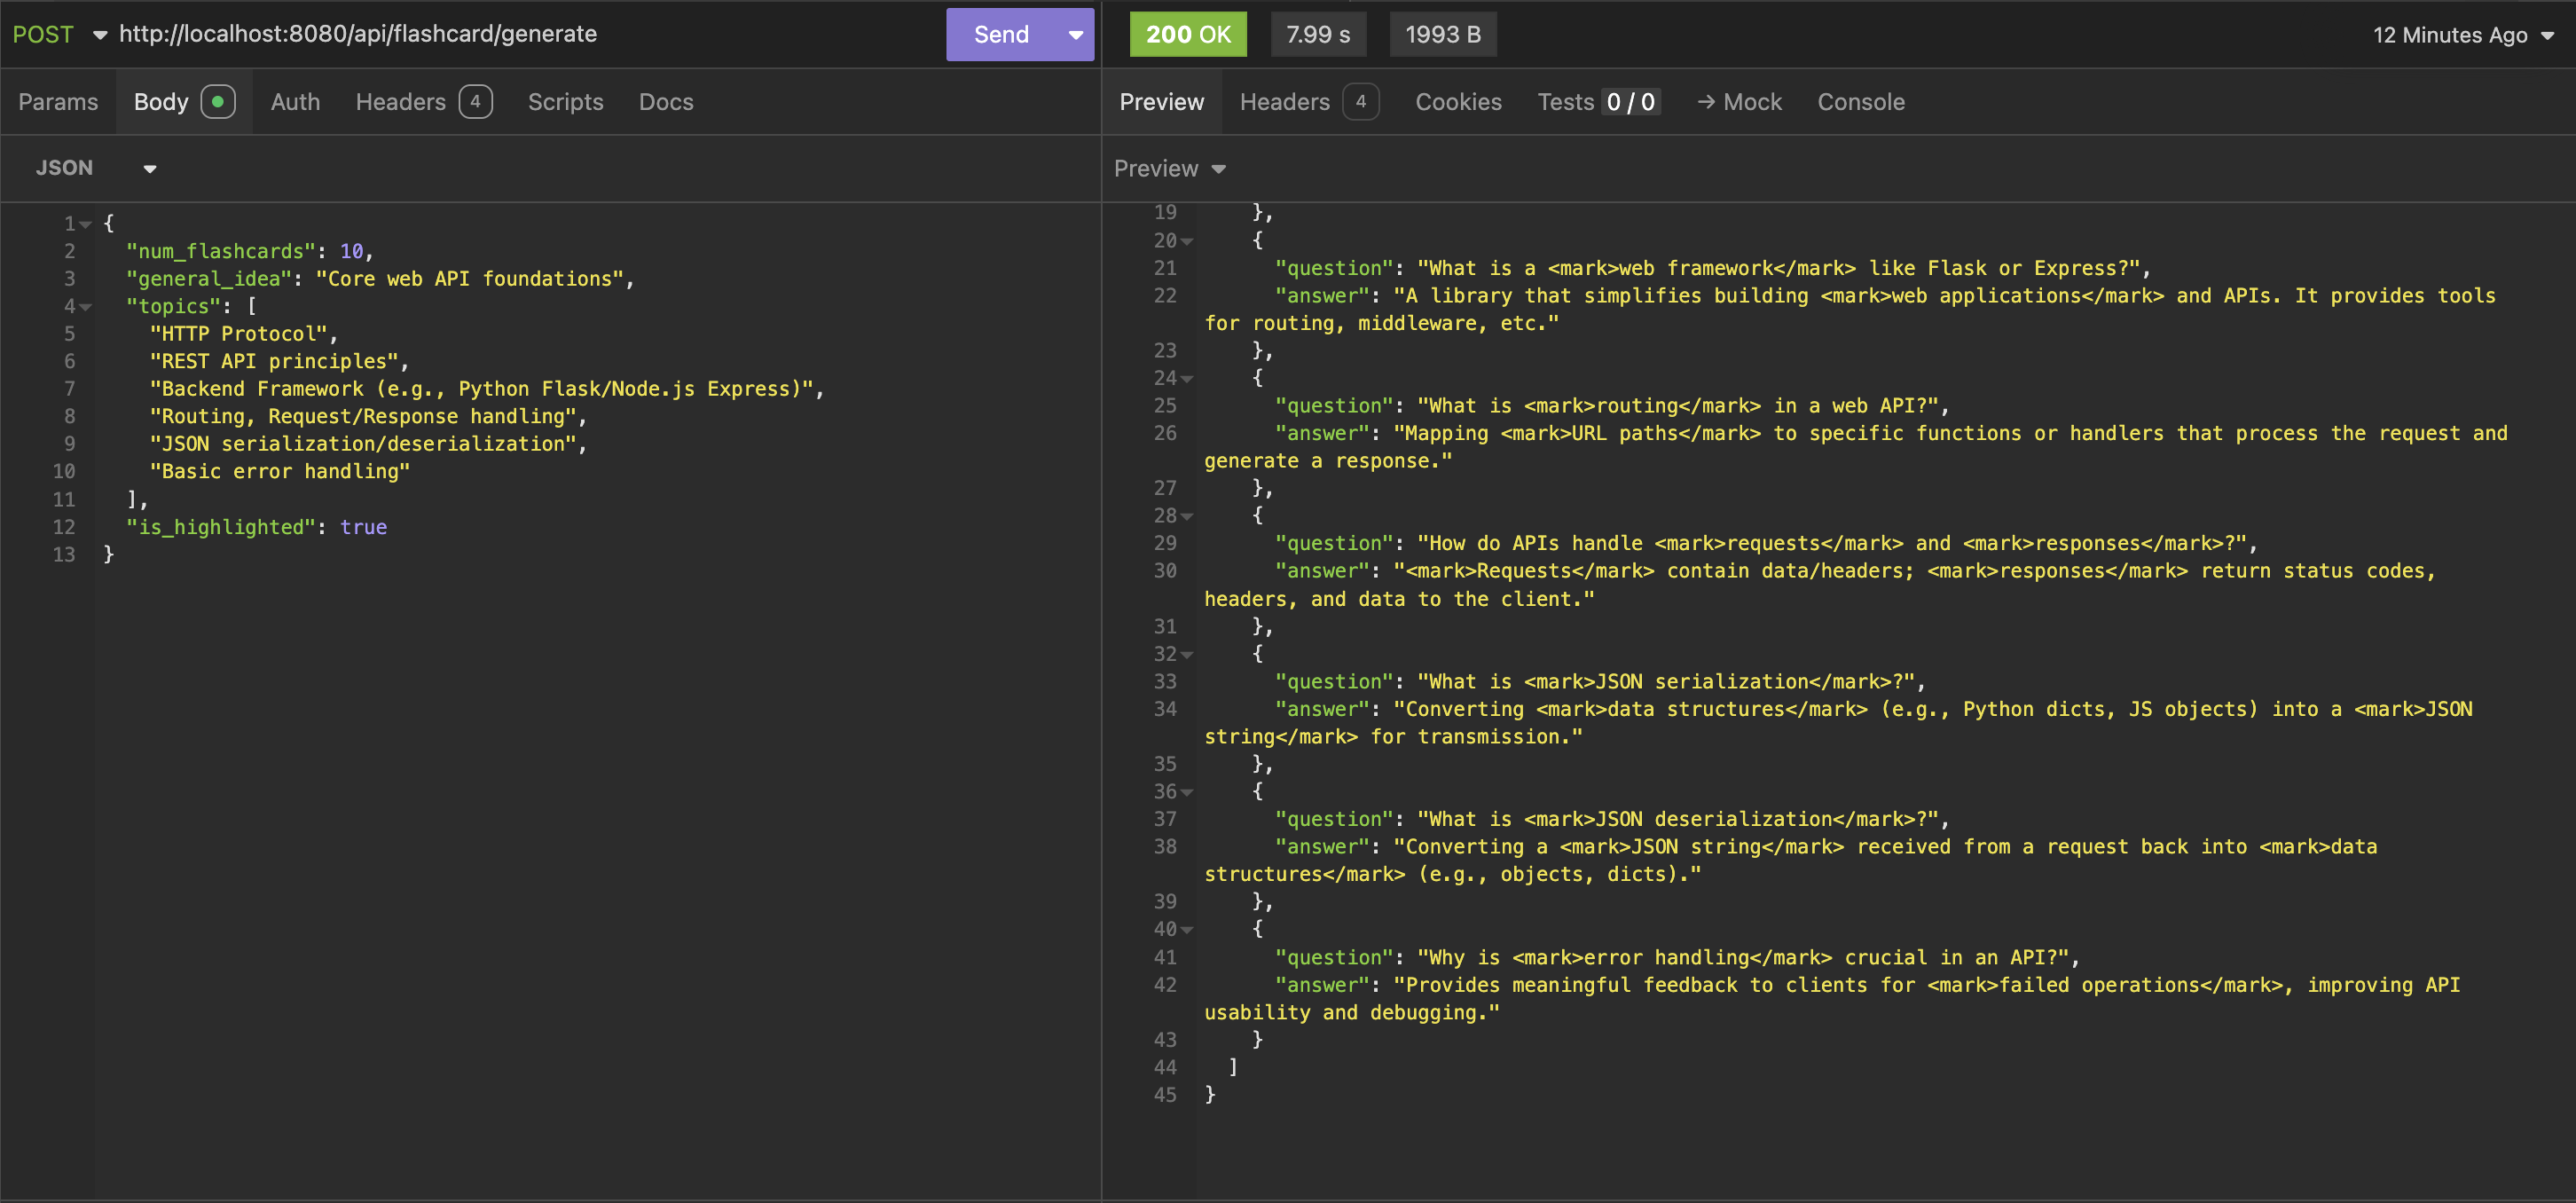 POST http://localhost:8080/api/flashcard/generate Send
200 OK 7.99 s 1993 B 12 Minutes Ago
Params Body Auth Headers 4 Scripts Docs
Preview Headers 4 Cookies Tests 0 / 0 → Mock Console
JSON
Preview
1 {
2 "num_flashcards": 10,
3 "general_idea": "Core web API foundations",
4 "topics": [
5 "HTTP Protocol",
6 "REST API principles",
7 "Backend Framework (e.g., Python Flask/Node.js Express)",
8 "Routing, Request/Response handling",
9 "JSON serialization/deserialization",
10 "Basic error handling"
11 ],
12 "is_highlighted": true
13 }
19 },
20 {
21 "question": "What is a <mark>web framework</mark> like Flask or Express?",
22 "answer": "A library that simplifies building <mark>web applications</mark> and APIs. It provides tools
for routing, middleware, etc."
23 },
24 {
25 "question": "What is <mark>routing</mark> in a web API?",
26 "answer": "Mapping <mark>URL paths</mark> to specific functions or handlers that process the request and
generate a response."
27 },
28 {
29 "question": "How do APIs handle <mark>requests</mark> and <mark>responses</mark>?",
30 "answer": "<mark>Requests</mark> contain data/headers; <mark>responses</mark> return status codes,
headers, and data to the client."
31 },
32 {
33 "question": "What is <mark>JSON serialization</mark>?",
34 "answer": "Converting <mark>data structures</mark> (e.g., Python dicts, JS objects) into a <mark>JSON
string</mark> for transmission."
35 },
36 {
37 "question": "What is <mark>JSON deserialization</mark>?",
38 "answer": "Converting a <mark>JSON string</mark> received from a request back into <mark>data
structures</mark> (e.g., objects, dicts)."
39 },
40 {
41 "question": "Why is <mark>error handling</mark> crucial in an API?",
42 "answer": "Provides meaningful feedback to clients for <mark>failed operations</mark>, improving API
usability and debugging."
43 }
44 ]
45 }